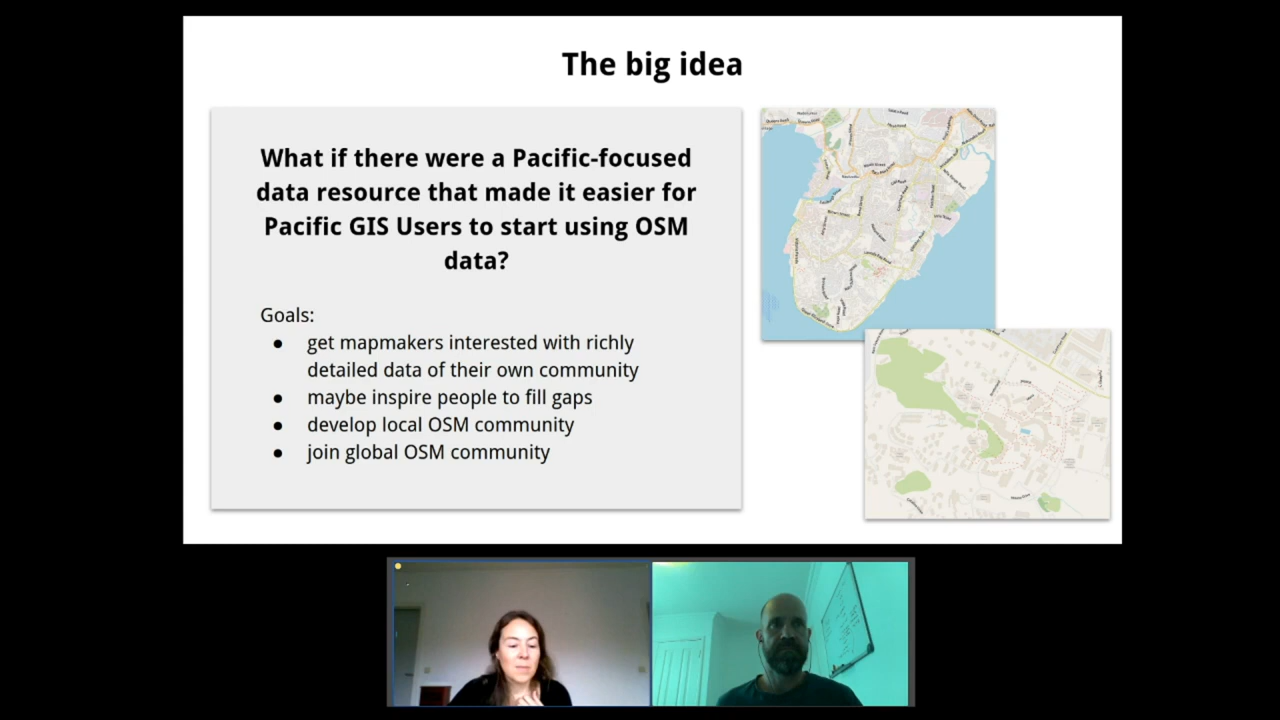 The big idea
What if there were a Pacific-focused
data resource that made it easier for
Pacific GIS Users to start using OSM
data?
Goals:
● get mapmakers interested with richly
detailed data of their own community
● maybe inspire people to fill gaps
● develop local OSM community
● join global OSM community